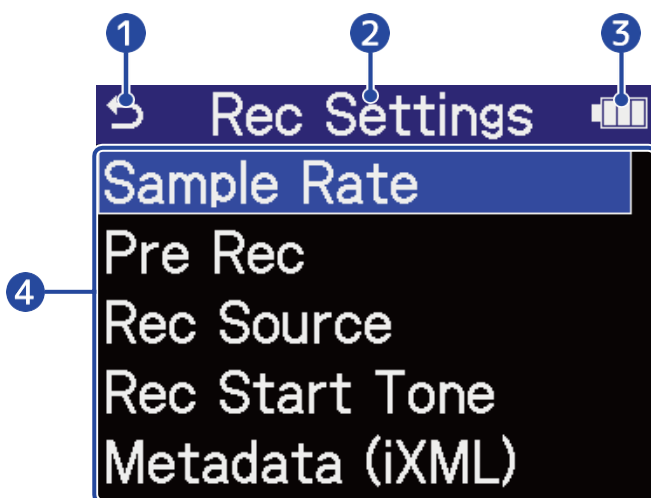 1 2 3
Rec Settings
4
Sample Rate
Pre Rec
Rec Source
Rec Start Tone
Metadata (iXML)